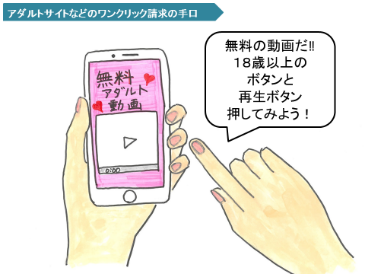 アダルトサイトなどのワンクリック請求の手口
無料の動画だ!!
18歳以上の
ボタンと
再生ボタン
押してみよう！
無料
アダルト
動画
0:00